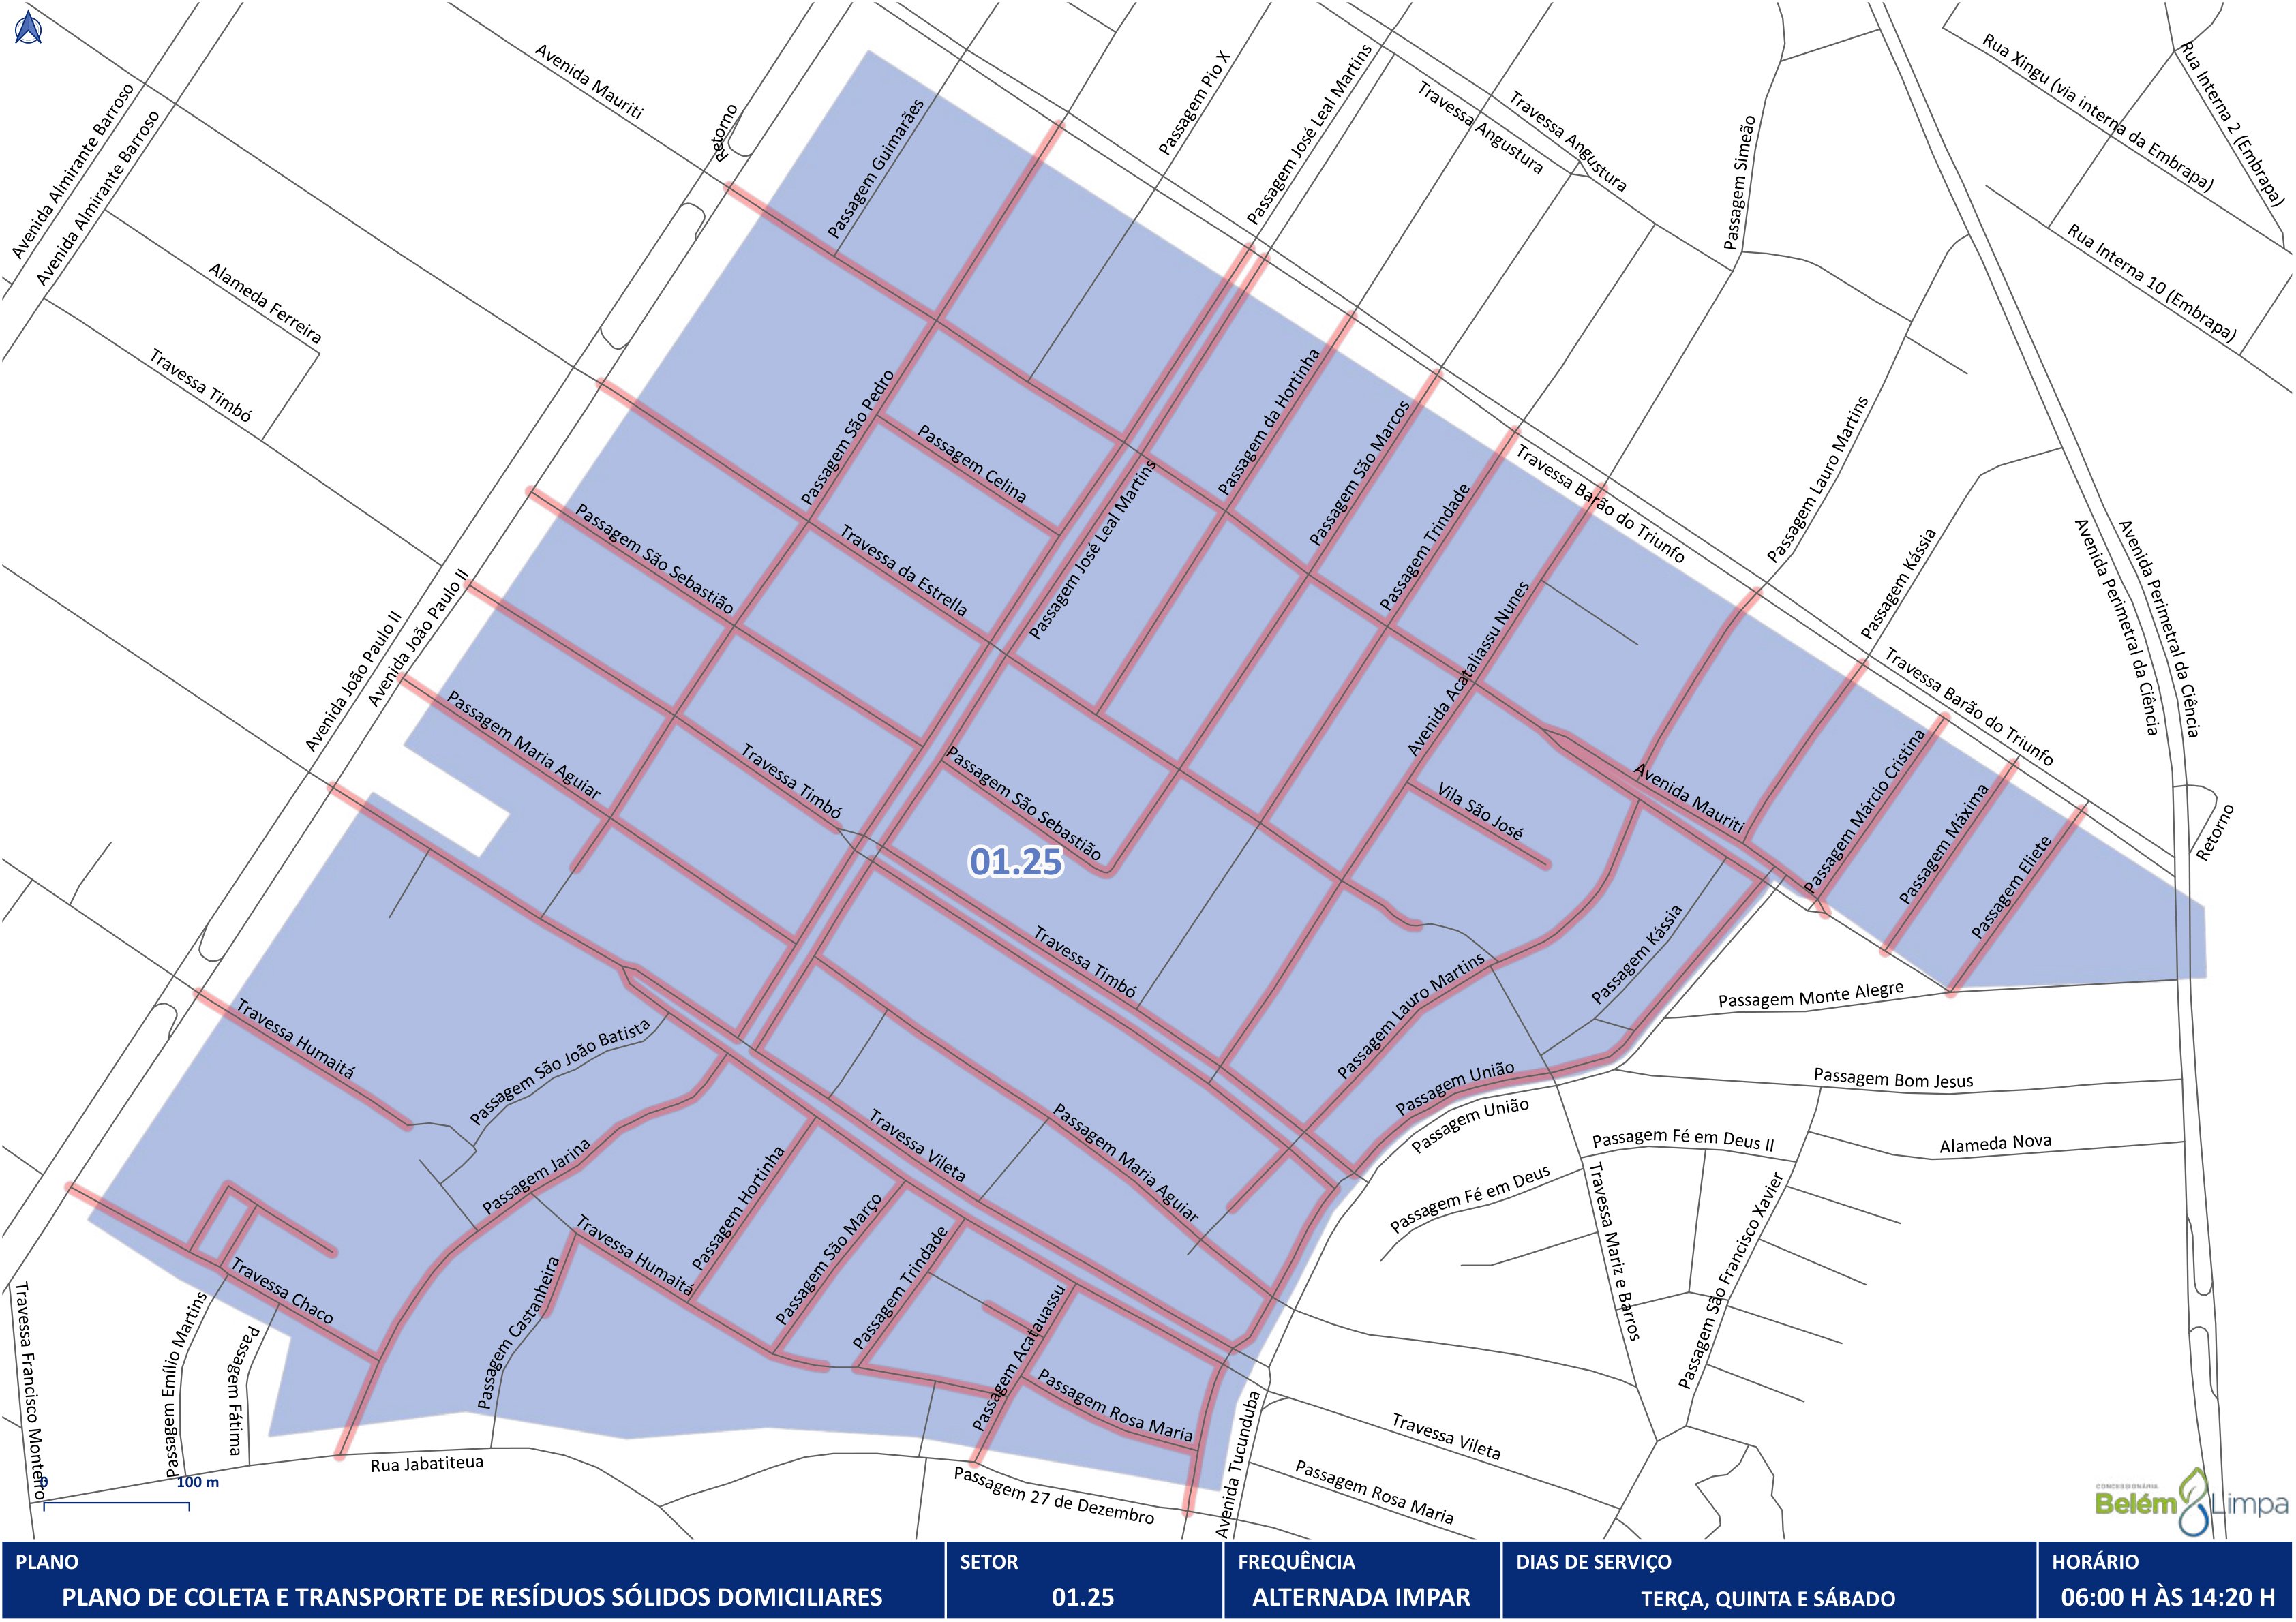 Avenida Mauriti
Retorno
Passagem Guimarães
Passagem Pio X
Passagem José Leal Martins
Travessa Angustura
Travessa Angustura
Passagem Simeão
Rua Xingu (via interna da Embrapa)
Rua Interna 2 (Embrapa)
Rua Interna 10 (Embrapa)
Avenida Almirante Barroso
Avenida Almirante Barroso
Alameda Ferreira
Travessa Timbó
Passagem São Pedro
Passagem Celina
Passagem José Leal Martins
Passagem da Hortinha
Passagem São Marcos
Passagem Trindade
Travessa Barão do Triunfo
Passagem Lauro Martins
Passagem Kássia
Avenida Perimetral da Ciência
Avenida Perimetral da Ciência
Passagem São Sebastião
Travessa da Estrella
Avenida Acataliassu Nunes
Avenida João Paulo II
Avenida João Paulo II
Passagem Maria Aguiar
Travessa Timbó
Passagem São Sebastião
01.25
Vila São José
Avenida Mauriti
Passagem Márcio Cristina
Passagem Máxima
Passagem Eliete
Travessa Barão do Triunfo
Retorno
Travessa Timbó
Passagem Lauro Martins
Passagem Kássia
Passagem Monte Alegre
Travessa Humaitá
Passagem São João Batista
Passagem União
Passagem União
Passagem Bom Jesus
Passagem Jarina
Passagem Hortinha
Travessa Vileta
Passagem Maria Aguiar
Passagem Fé em Deus II
Passagem Fé em Deus
Alameda Nova
Travessa Mariz e Barros
Passagem São Francisco Xavier
Travessa Humaitá
Passagem São Março
Passagem Trindade
Passagem Acatauassu
Passagem Castanheira
Travessa Chaco
Passagem Emílio Martins
Passagem Fátima
Travessa Francisco Monteiro
Passagem Rosa Maria
Avenida Tucunduba
Travessa Vileta
Passagem Rosa Maria
Rua Jabatiteua
Passagem 27 de Dezembro
0 100 m
CONCESSIONÁRIA
Belém Limpa
PLANO
PLANO DE COLETA E TRANSPORTE DE RESÍDUOS SÓLIDOS DOMICILIARES
SETOR
01.25
FREQUÊNCIA
ALTERNADA IMPAR
DIAS DE SERVIÇO
TERÇA, QUINTA E SÁBADO
HORÁRIO
06:00 H ÀS 14:20 H